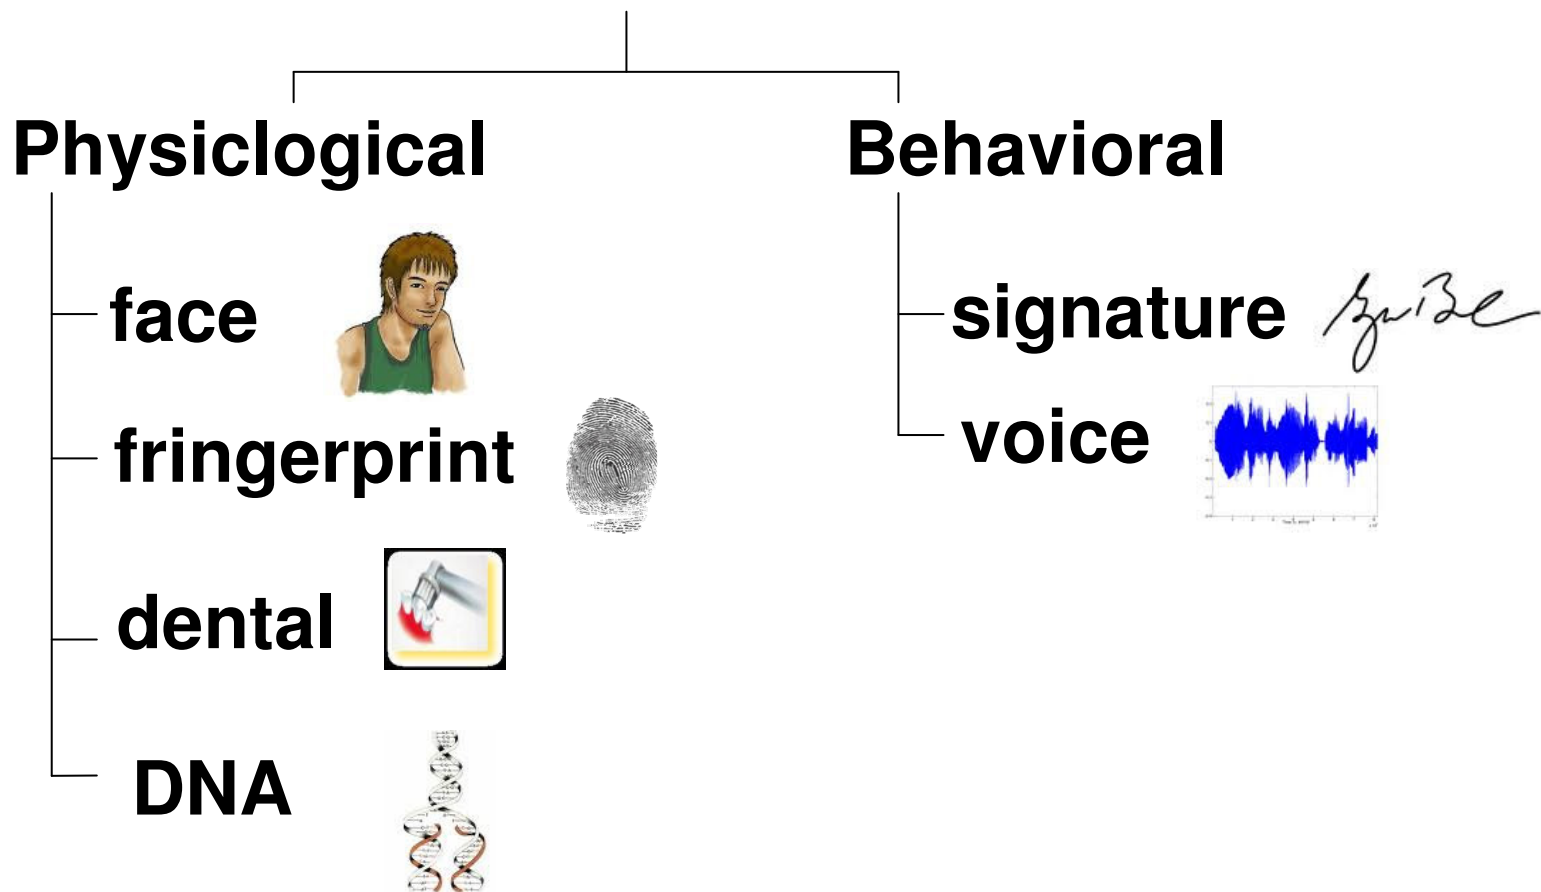 Physiclogical
Behavioral
face
signature
fringerprint
voice
dental
DNA